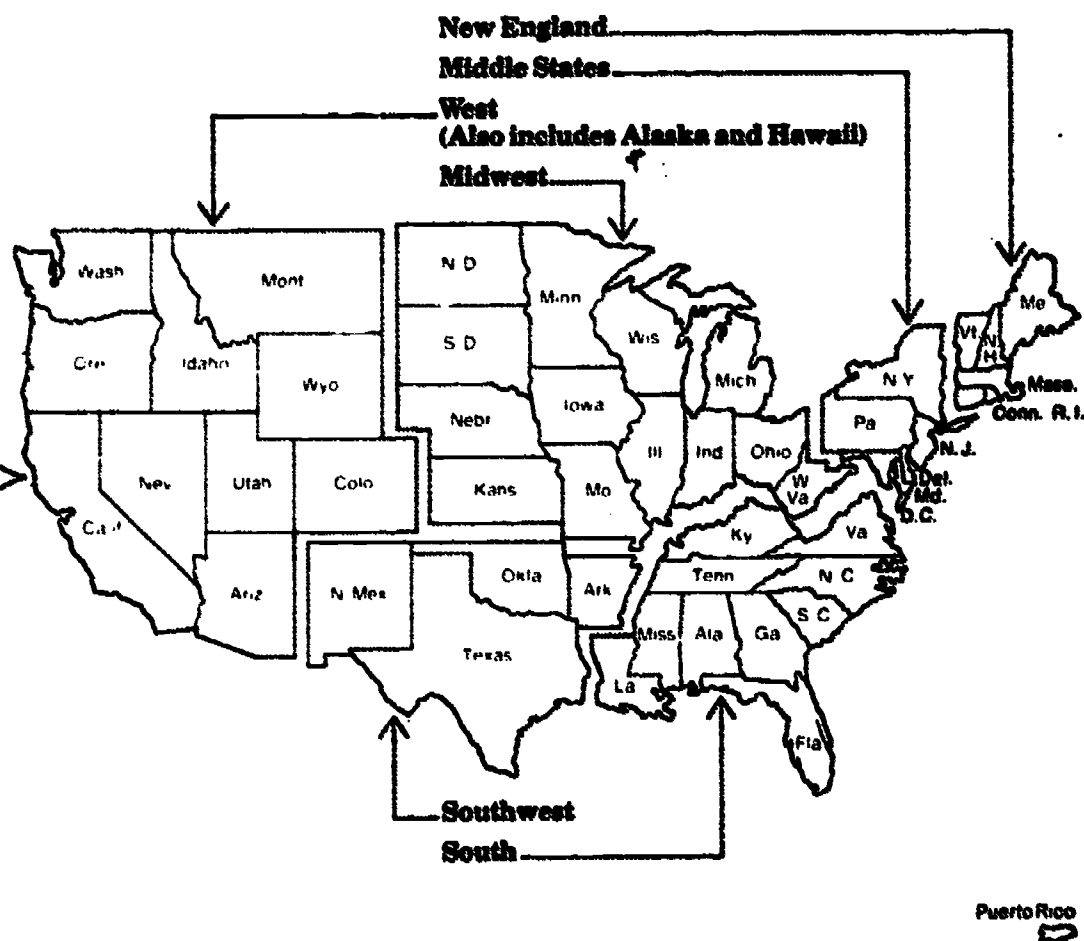 New England
Middle States
West
(Also includes Alaska and Hawaii)
Midwest
Wash
Mont
N D
Minn
Me
Ore
Idaho
S D
Wis
Vt
N
H
Wyo
Mich
N Y
Mass.
Nebr
Iowa
Pa
Conn. R. I.
Nev
Utah
Colo
Kans
Mo
Ill
Ind
Ohio
W
Va
N. J.
Del.
Md.
D.C.
Calif
Ky
Va
Ariz
N Mex
Okla
Ark
Tenn
N C
S C
Texas
Miss
Ala
Ga
La
Fla
Southwest
South
Puerto Rico